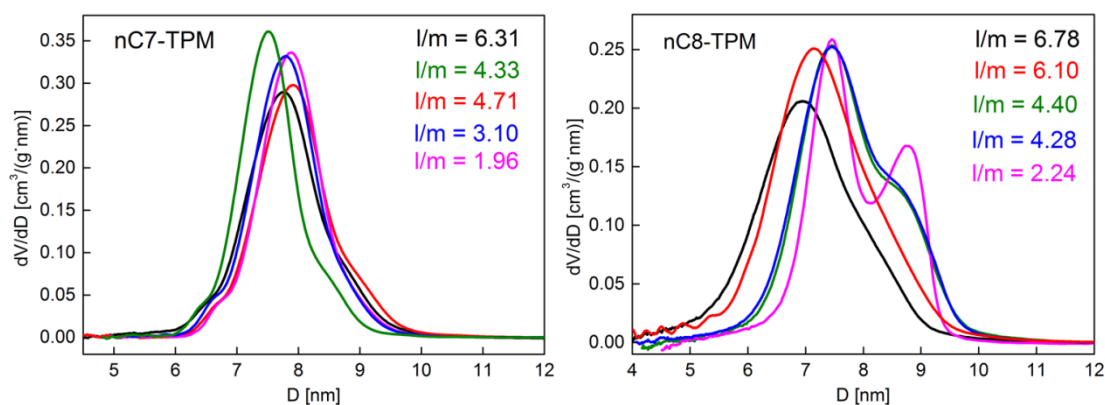 nC7-TPM
l/m = 6.31
l/m = 4.33
l/m = 4.71
l/m = 3.10
l/m = 1.96
dV/dD [cm³/(g·nm)]
0.35
0.30
0.25
0.20
0.15
0.10
0.05
0.00
5 6 7 8 9 10 11 12
D [nm]
nC8-TPM
l/m = 6.78
l/m = 6.10
l/m = 4.40
l/m = 4.28
l/m = 2.24
dV/dD [cm³/(g·nm)]
0.25
0.20
0.15
0.10
0.05
0.00
4 5 6 7 8 9 10 11 12
D [nm]